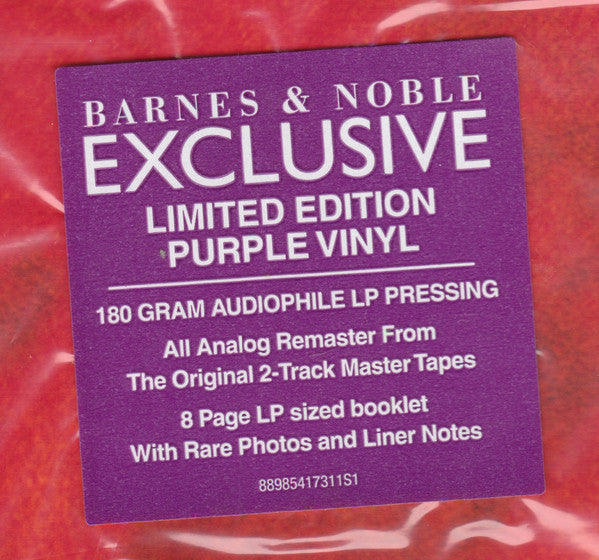 BARNES & NOBLE
EXCLUSIVE
LIMITED EDITION
PURPLE VINYL
180 GRAM AUDIOPHILE LP PRESSING
All Analog Remaster From
The Original 2-Track Master Tapes
8 Page LP sized booklet
With Rare Photos and Liner Notes
88985417311S1